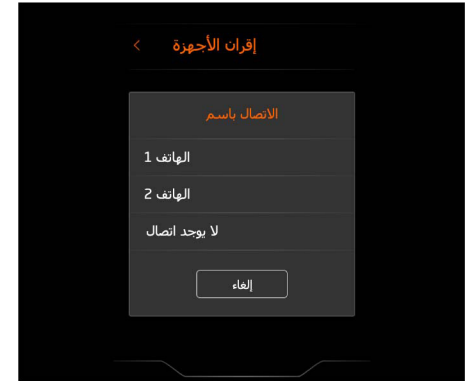 إقران الأجهزة
الاتصال باسم
الهاتف 1
الهاتف 2
لا يوجد اتصال
إلغاء